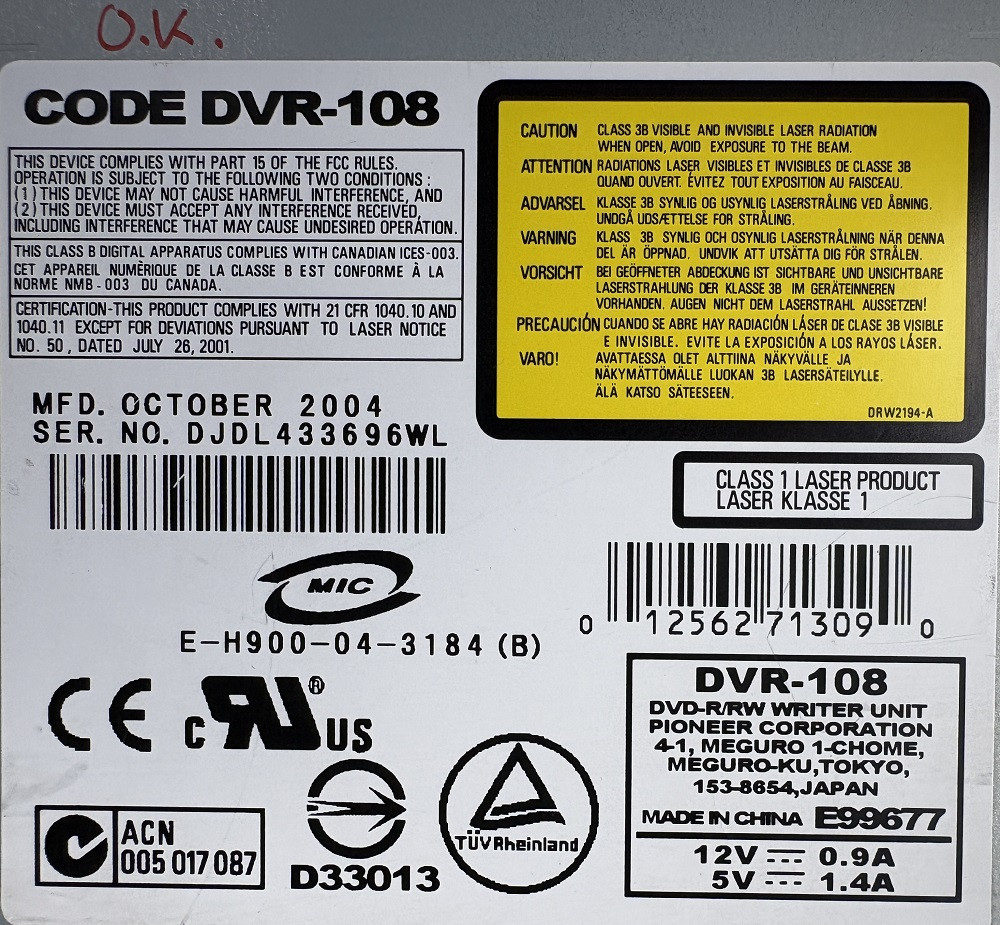 O.K.
CODE DVR-108
THIS DEVICE COMPLIES WITH PART 15 OF THE FCC RULES.
OPERATION IS SUBJECT TO THE FOLLOWING TWO CONDITIONS :
(1) THIS DEVICE MAY NOT CAUSE HARMFUL INTERFERENCE, AND
(2) THIS DEVICE MUST ACCEPT ANY INTERFERENCE RECEIVED,
INCLUDING INTERFERENCE THAT MAY CAUSE UNDESIRED OPERATION.
THIS CLASS B DIGITAL APPARATUS COMPLIES WITH CANADIAN ICES-003.
CET APPAREIL NUMÈRIQUE DE LA CLASSE B EST CONFORME À LA
NORME NMB-003 DU CANADA.
CERTIFICATION-THIS PRODUCT COMPLIES WITH 21 CFR 1040.10 AND
1040.11 EXCEPT FOR DEVIATIONS PURSUANT TO LASER NOTICE
NO. 50, DATED JULY 26, 2001.
CAUTION CLASS 3B VISIBLE AND INVISIBLE LASER RADIATION
WHEN OPEN, AVOID EXPOSURE TO THE BEAM.
ATTENTION RADIATIONS LASER VISIBLES ET INVISIBLES DE CLASSE 3B
QUAND OUVERT. ÉVITEZ TOUT EXPOSITION AU FAISCEAU.
ADVARSEL KLASSE 3B SYNLIG OG USYNLIG LASERSTRÅLING VED ÅBNING.
UNDGÅ UDSÆTTELSE FOR STRÅLING.
VARNING KLASS 3B SYNLIG OCH OSYNLIG LASERSTRÅLNING NÄR DENNA
DEL ÄR ÖPPNAD. UNDVIK ATT UTSÄTTA DIG FÖR STRÅLEN.
VORSICHT BEI GEÖFFNETER ABDECKUNG IST SICHTBARE UND UNSICHTBARE
LASERSTRAHLUNG DER KLASSE 3B IM GERÄTEINNEREN
VORHANDEN. AUGEN NICHT DEM LASERSTRAHL AUSSETZEN!
PRECAUCIÓN CUANDO SE ABRE HAY RADIACIÓN LÁSER DE CLASE 3B VISIBLE
E INVISIBLE. EVITE LA EXPOSICIÓN A LOS RAYOS LÁSER.
VARO! AVATTAESSA OLET ALTTIINA NÄKYVÄLLE JA
NÄKYMÄTTÖMÄLLE LUOKAN 3B LASERSÄTEILYLLE.
ÄLÄ KATSO SÄTEESEEN.
DRW2194-A
MFD. OCTOBER 2004
SER. NO. DJDL433696WL
CLASS 1 LASER PRODUCT
LASER KLASSE 1
MIC
E-H900-04-3184 (B)
0 12562 71309 0
CE
c RU ® US
ACN
005 017 087
D33013
TÜVRheinland
DVR-108
DVD-R/RW WRITER UNIT
PIONEER CORPORATION
4-1, MEGURO 1-CHOME,
MEGURO-KU,TOKYO,
153-8654,JAPAN
MADE IN CHINA E99677
12V ⎓ 0.9A
5V ⎓ 1.4A